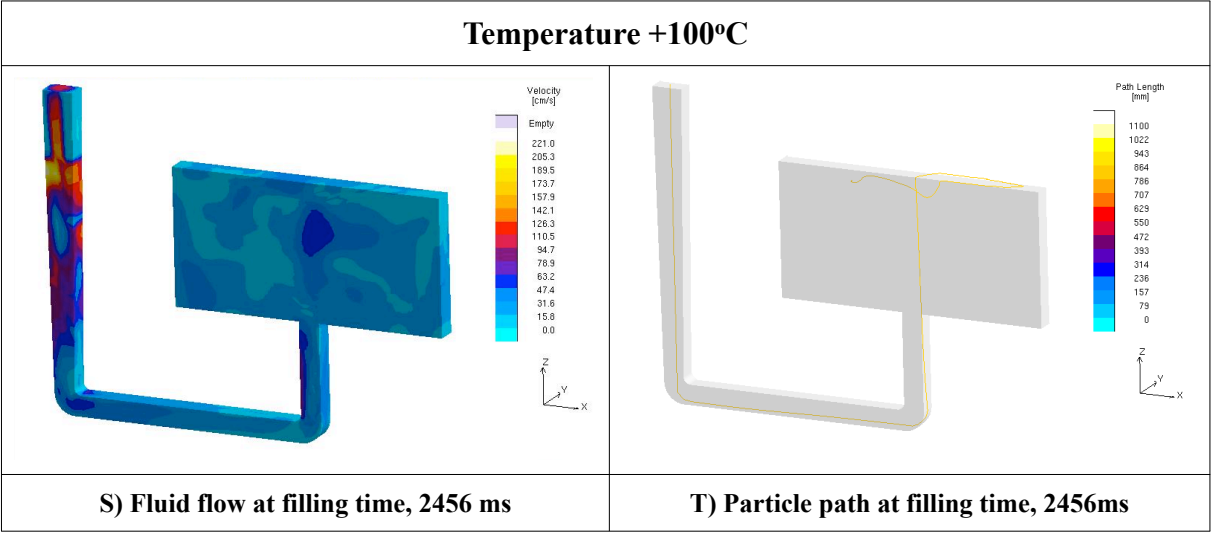 Temperature +100°C
Velocity
[cm/s]
Empty
221.0
205.3
189.5
173.7
157.9
142.1
126.3
110.5
94.7
78.9
63.2
47.4
31.6
15.8
0.0
Z
Y
X
Path Length
[mm]
1100
1022
943
864
786
707
629
550
472
393
314
236
157
79
0
Z
Y
X
S) Fluid flow at filling time, 2456 ms
T) Particle path at filling time, 2456ms